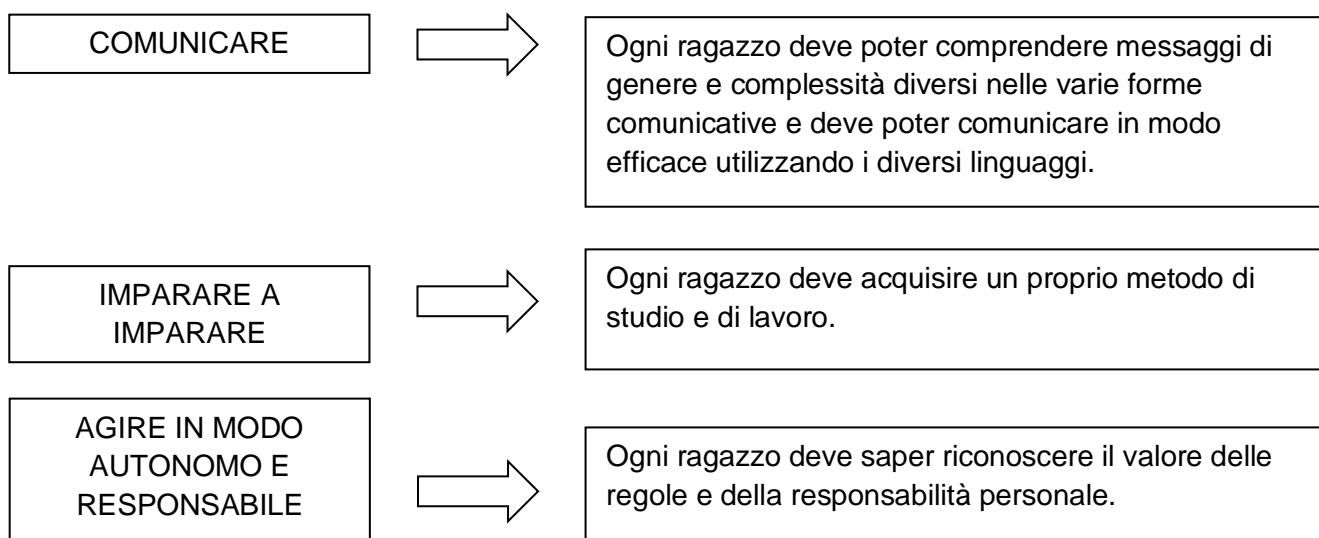 COMUNICARE
Ogni ragazzo deve poter comprendere messaggi di
genere e complessità diversi nelle varie forme
comunicative e deve poter comunicare in modo
efficace utilizzando i diversi linguaggi.
IMPARARE A
IMPARARE
Ogni ragazzo deve acquisire un proprio metodo di
studio e di lavoro.
AGIRE IN MODO
AUTONOMO E
RESPONSABILE
Ogni ragazzo deve saper riconoscere il valore delle
regole e della responsabilità personale.